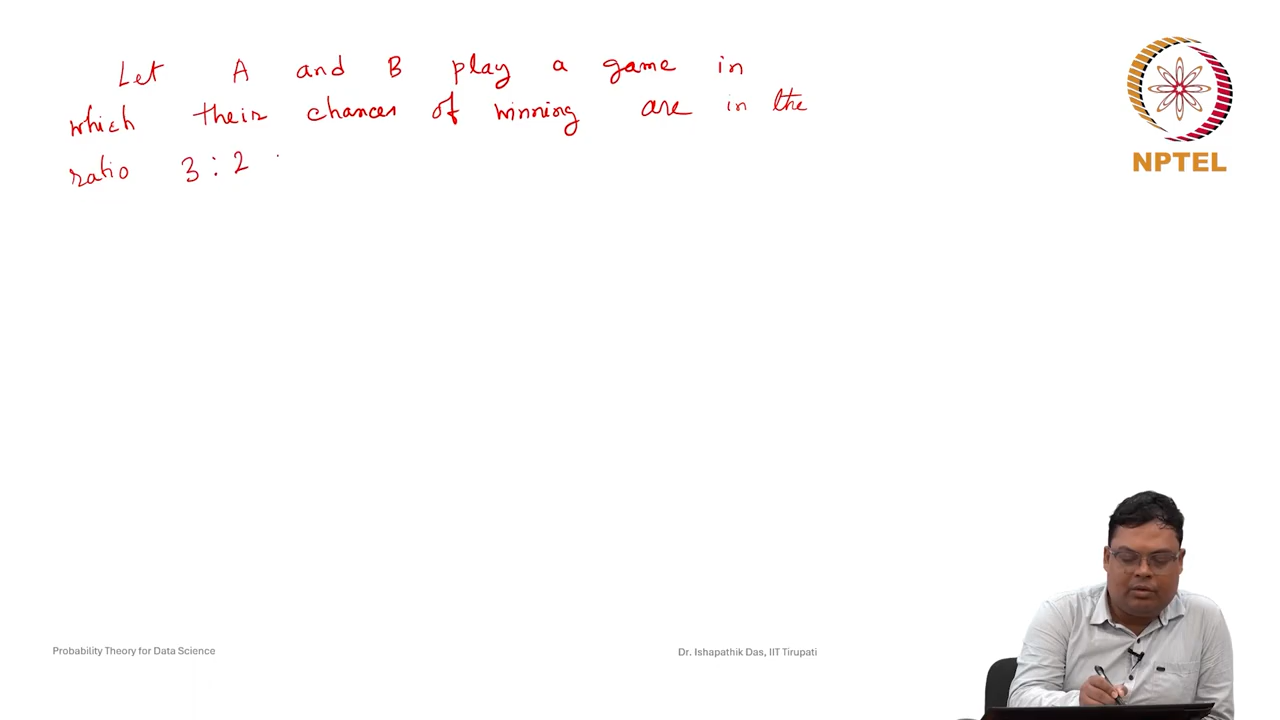 Let A and B play a game in
which their chances of winning are in the
ratio 3:2
NPTEL
Probability Theory for Data Science
Dr. Ishapathik Das, IIT Tirupati